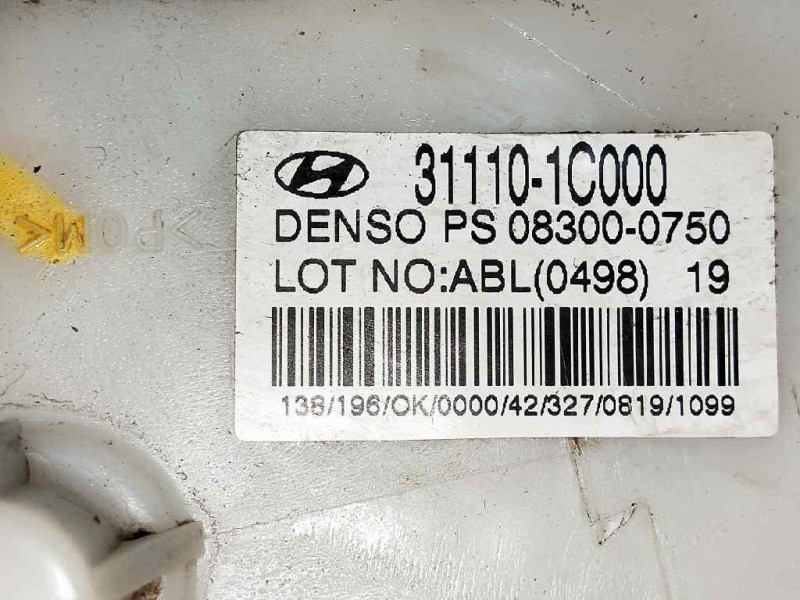 31110-1C000
DENSO PS 08300-0750
LOT NO:ABL(0498) 19
138/196/OK/0000/42/327/0819/1099
>POM<